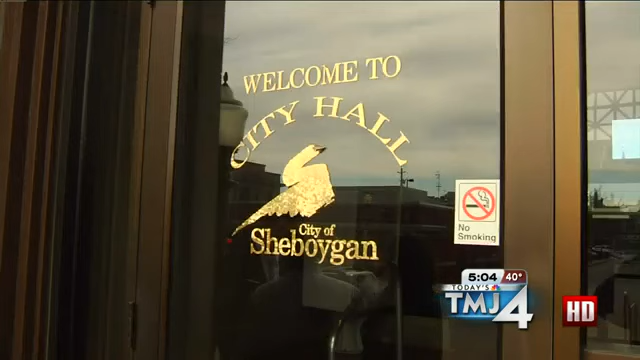 WELCOME TO
CITY HALL
City of
Sheboygan
No
Smoking
5:04 40°
TODAY'S
TMJ4
HD